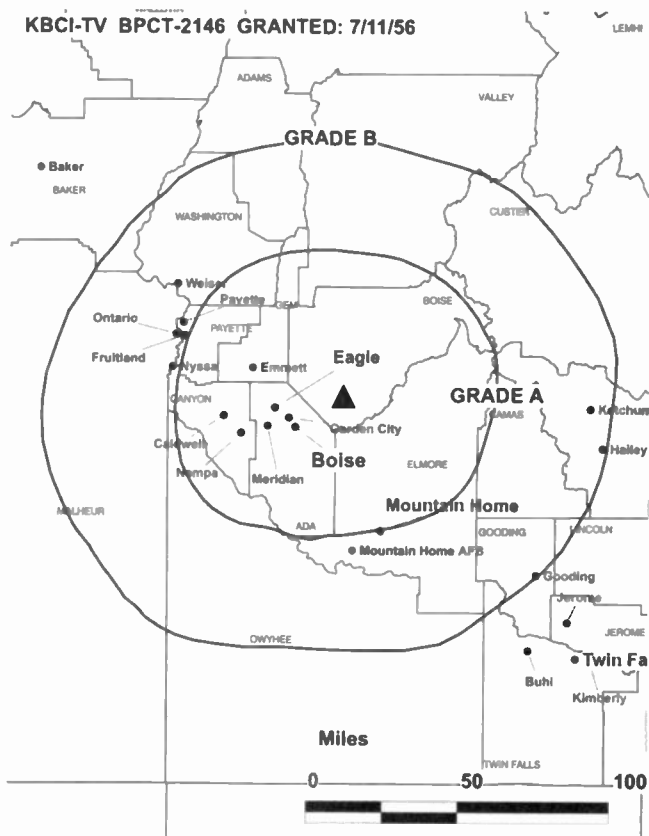 KBCI-TV BPCT-2146 GRANTED: 7/11/56
LEMHI
ADAMS
VALLEY
GRADE B
Baker
BAKER
CUSTER
WASHINGTON
Weiser
Payette
GEM
BOISE
Ontario
PAYETTE
Fruitland
Eagle
Nyssa
Emmett
GRADE A
CANYON
CAMAS
Ketchum
Garden City
Caldwell
Hailey
Boise
Nampa
Meridian
ELMORE
Mountain Home
MALHEUR
ADA
GOODING
LINCOLN
Mountain Home AFB
Gooding
Jerome
OWYHEE
JEROME
Twin Fa
Buhl
Kimberly
Miles
TWIN FALLS
0 50 100